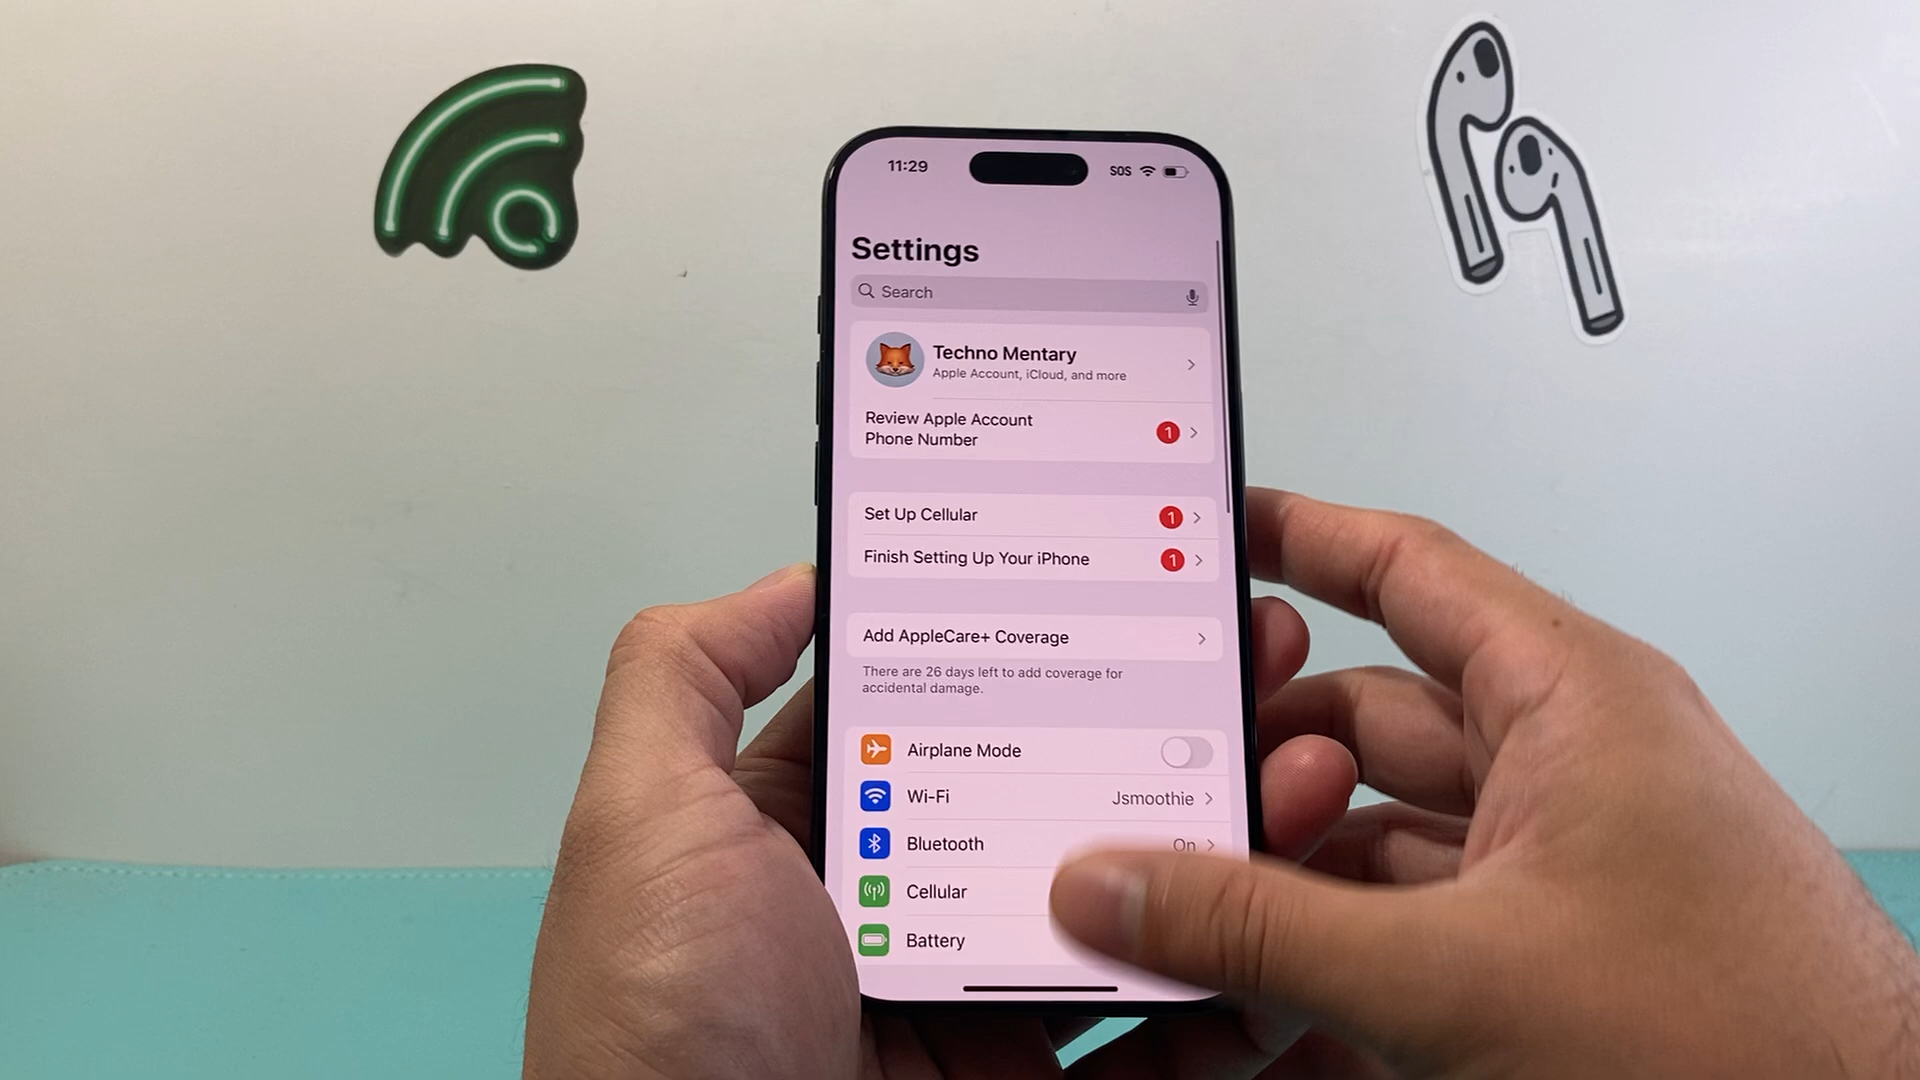 11:29
SOS
Settings
Search
Techno Mentary
Apple Account, iCloud, and more
Review Apple Account
Phone Number
1
Set Up Cellular
1
Finish Setting Up Your iPhone
1
Add AppleCare+ Coverage
There are 26 days left to add coverage for
accidental damage.
Airplane Mode
Wi-Fi
Jsmoothie
Bluetooth
On
Cellular
Battery